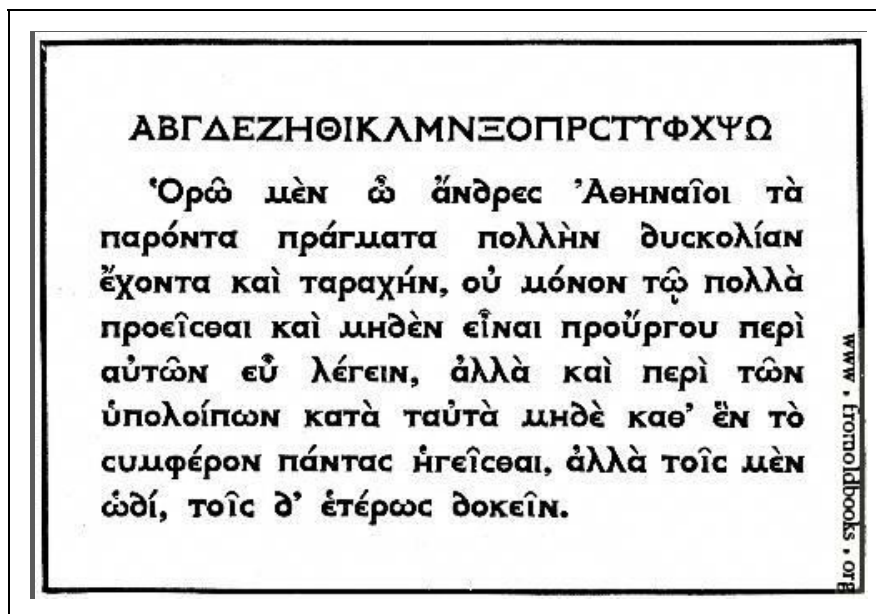 ΑΒΓΔΕΖΗΘΙΚΛΜΝΞΟΠΡϹΤΥΦΧΨΩ
Ὁρῶ μὲν ὦ ἄνδρεϲ Ἀθηναῖοι τὰ
παρόντα πράγματα πολλὴν δυϲκολίαν
ἔχοντα καὶ ταραχήν, οὐ μόνον τῷ πολλὰ
προεῖϲθαι καὶ μηδὲν εἶναι προὔργου περὶ
αὐτῶν εὖ λέγειν, ἀλλὰ καὶ περὶ τῶν
ὑπολοίπων κατὰ ταὐτὰ μηδὲ καθ’ ἓν τὸ
ϲυμφέρον πάνταϲ ἡγεῖϲθαι, ἀλλὰ τοῖϲ μὲν
ὡδί, τοῖϲ δ’ ἑτέρωϲ δοκεῖν.
www . fromoldbooks . org